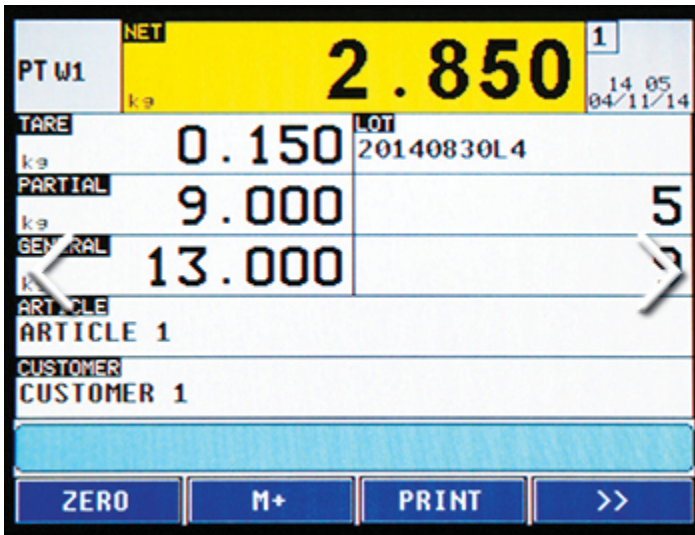 PT W1
NET
kg
2.850
1
14 05
04/11/14
TARE
kg
0.150
LOT
20140830L4
PARTIAL
kg
9.000
5
GENERAL
13.000
ARTICLE
ARTICLE 1
CUSTOMER
CUSTOMER 1
ZERO
M+
PRINT
>>